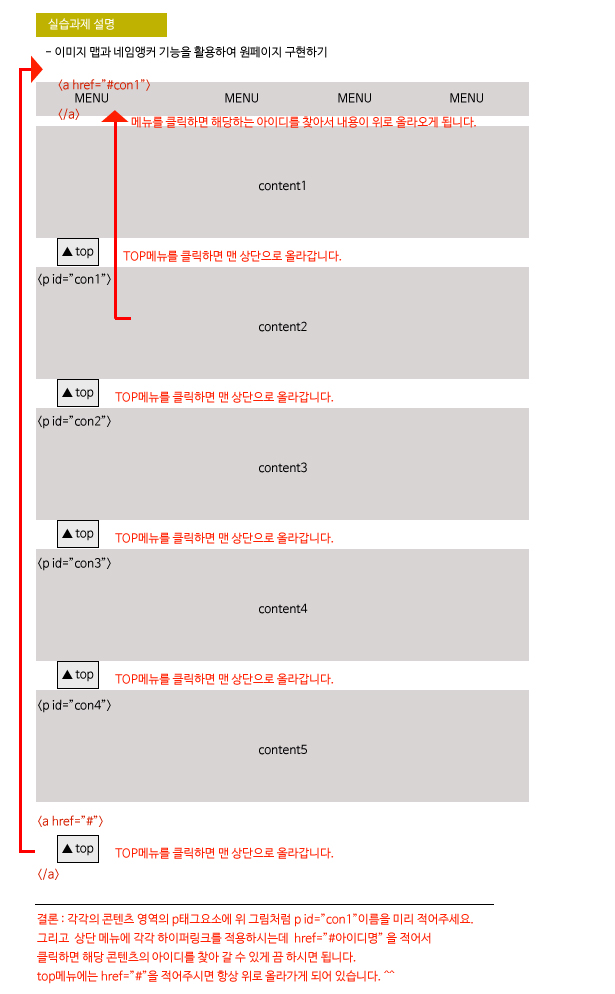 실습과제 설명
- 이미지 맵과 네임앵커 기능을 활용하여 원페이지 구현하기
<a href="#con1">
MENU MENU MENU MENU
</a>
메뉴를 클릭하면 해당하는 아이디를 찾아서 내용이 위로 올라오게 됩니다.
content1
▲ top TOP메뉴를 클릭하면 맨 상단으로 올라갑니다.
<p id="con1">
content2
▲ top TOP메뉴를 클릭하면 맨 상단으로 올라갑니다.
<p id="con2">
content3
▲ top TOP메뉴를 클릭하면 맨 상단으로 올라갑니다.
<p id="con3">
content4
▲ top TOP메뉴를 클릭하면 맨 상단으로 올라갑니다.
<p id="con4">
content5
<a href="#">
▲ top TOP메뉴를 클릭하면 맨 상단으로 올라갑니다.
</a>
결론 : 각각의 콘텐츠 영역의 p태그요소에 위 그림처럼 p id="con1"이름을 미리 적어주세요.
그리고 상단 메뉴에 각각 하이퍼링크를 적용하시는데 href="#아이디명" 을 적어서
클릭하면 해당 콘텐츠의 아이디를 찾아 갈 수 있게 끔 하시면 됩니다.
top메뉴에는 href="#"을 적어주시면 항상 위로 올라가게 되어 있습니다. ^^